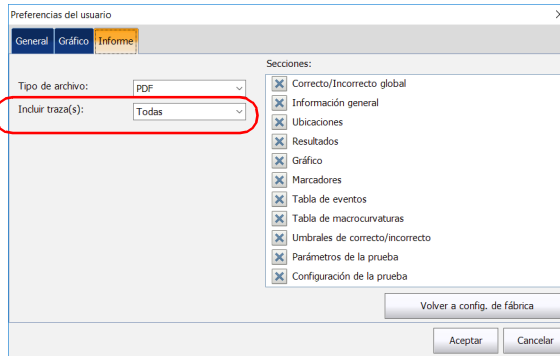 Preferencias del usuario
General Gráfico Informe
Secciones:
Tipo de archivo: PDF
Incluir traza(s): Todas
Correcto/Incorrecto global
Información general
Ubicaciones
Resultados
Gráfico
Marcadores
Tabla de eventos
Tabla de macrocurvaturas
Umbrales de correcto/incorrecto
Parámetros de la prueba
Configuración de la prueba
Volver a config. de fábrica
Aceptar Cancelar